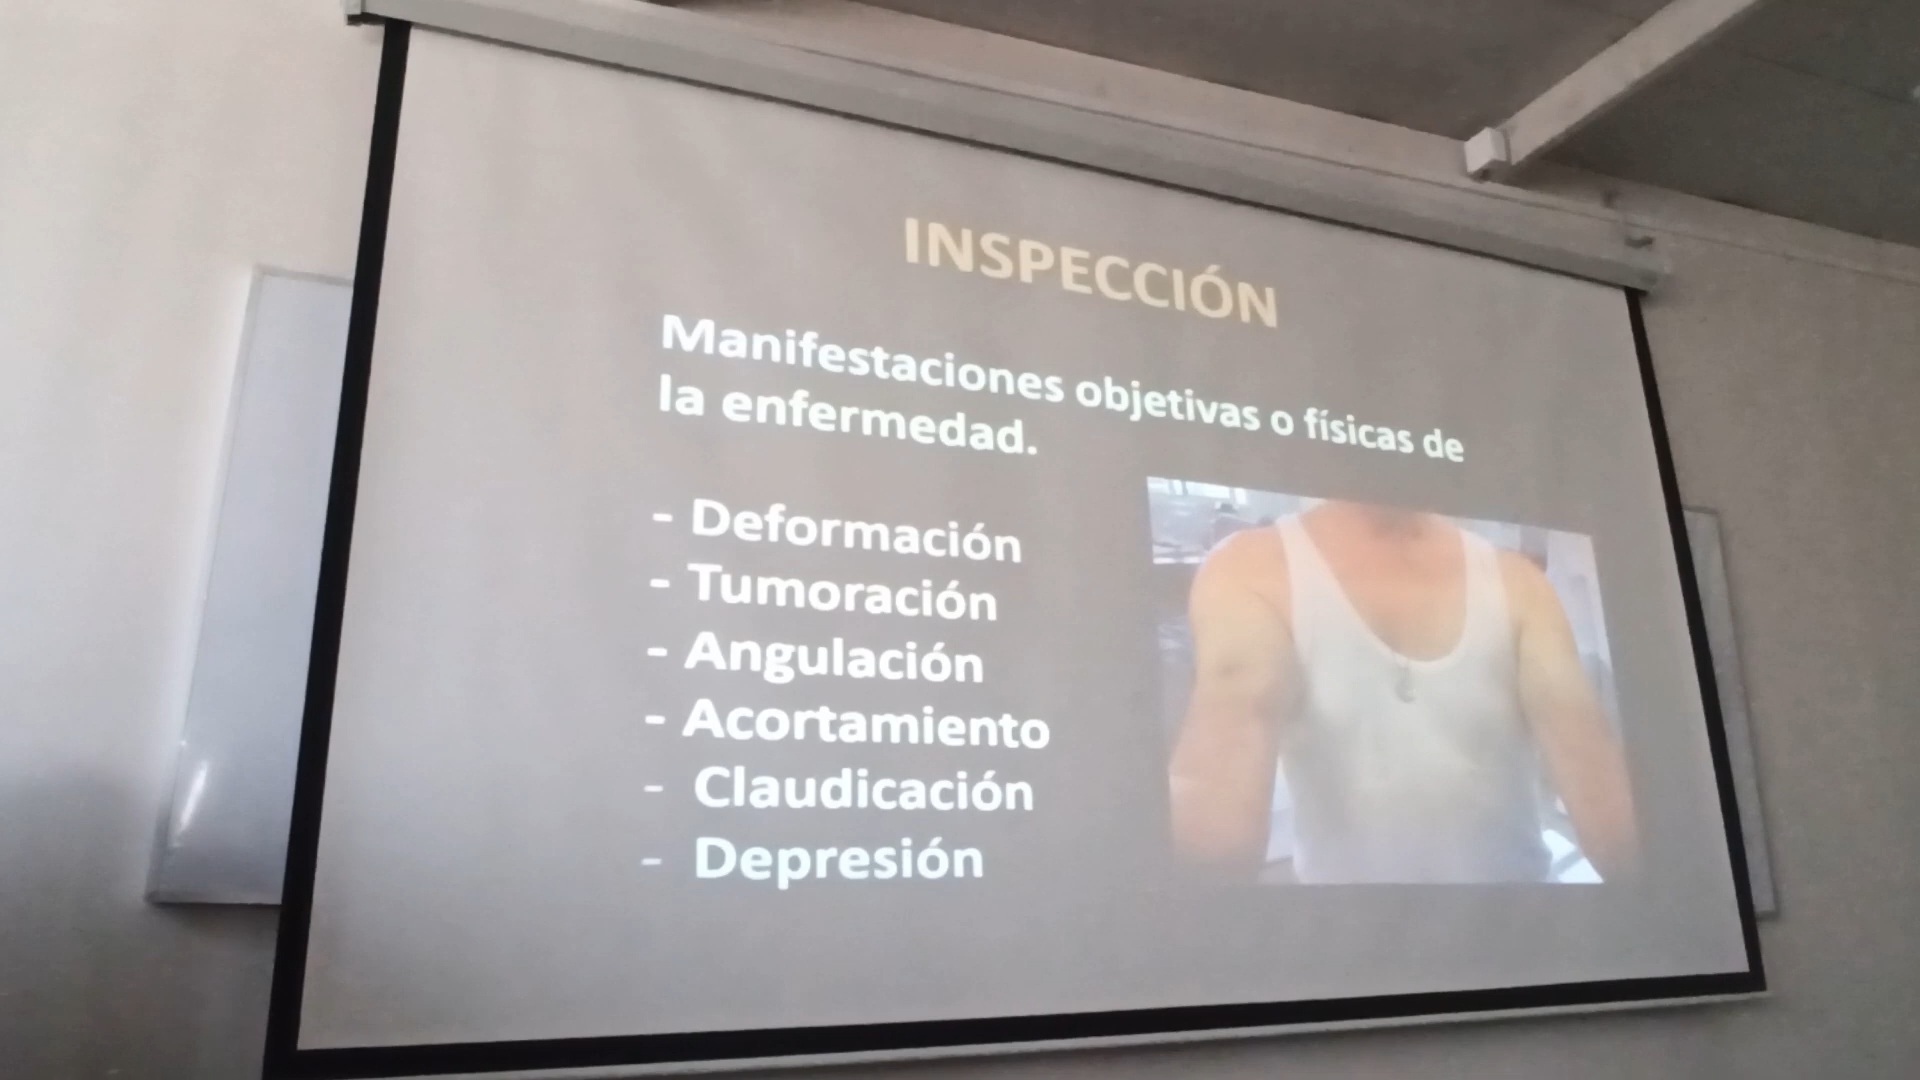 INSPECCIÓN
Manifestaciones objetivas o físicas de
la enfermedad.
- Deformación
- Tumoración
- Angulación
- Acortamiento
- Claudicación
- Depresión